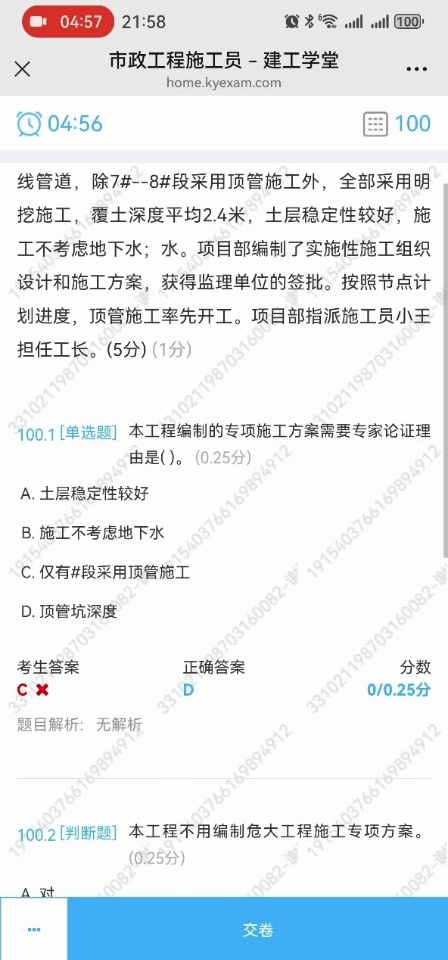 04:57 21:58 6 100
市政工程施工员 - 建工学堂
home.kyexam.com
04:56 100
线管道，除7#--8#段采用顶管施工外，全部采用明
挖施工，覆土深度平均2.4米，土层稳定性较好，施
工不考虑地下水；水。项目部编制了实施性施工组织
设计和施工方案，获得监理单位的签批。按照节点计
划进度，顶管施工率先开工。项目部指派施工员小王
担任工长。(5分) (1分)
100.1 [单选题] 本工程编制的专项施工方案需要专家论证理
由是( )。 (0.25分)
A. 土层稳定性较好
B. 施工不考虑地下水
C. 仅有#段采用顶管施工
D. 顶管坑深度
考生答案 正确答案 分数
C D 0/0.25分
题目解析： 无解析
100.2 [判断题] 本工程不用编制危大工程施工专项方案。
(0.25分)
A. 对
交卷